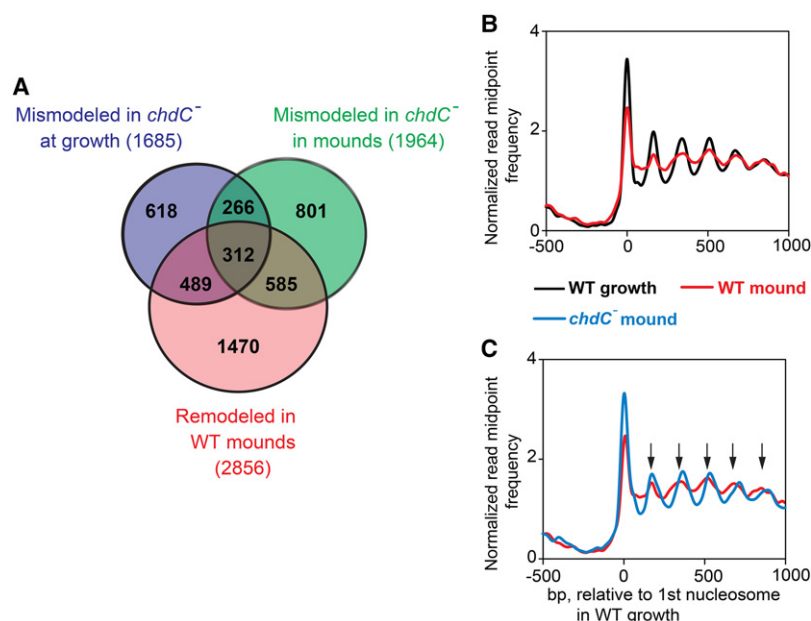 A
Mismodeled in chdC⁻
at growth (1685)
Mismodeled in chdC⁻
in mounds (1964)
618
266
801
312
489
585
1470
Remodeled in
WT mounds
(2856)
B
Normalized read midpoint
frequency
4
2
0
-500
0
500
1000
WT growth
WT mound
chdC⁻ mound
C
Normalized read midpoint
frequency
4
2
0
-500
0
500
1000
bp, relative to 1st nucleosome
in WT growth